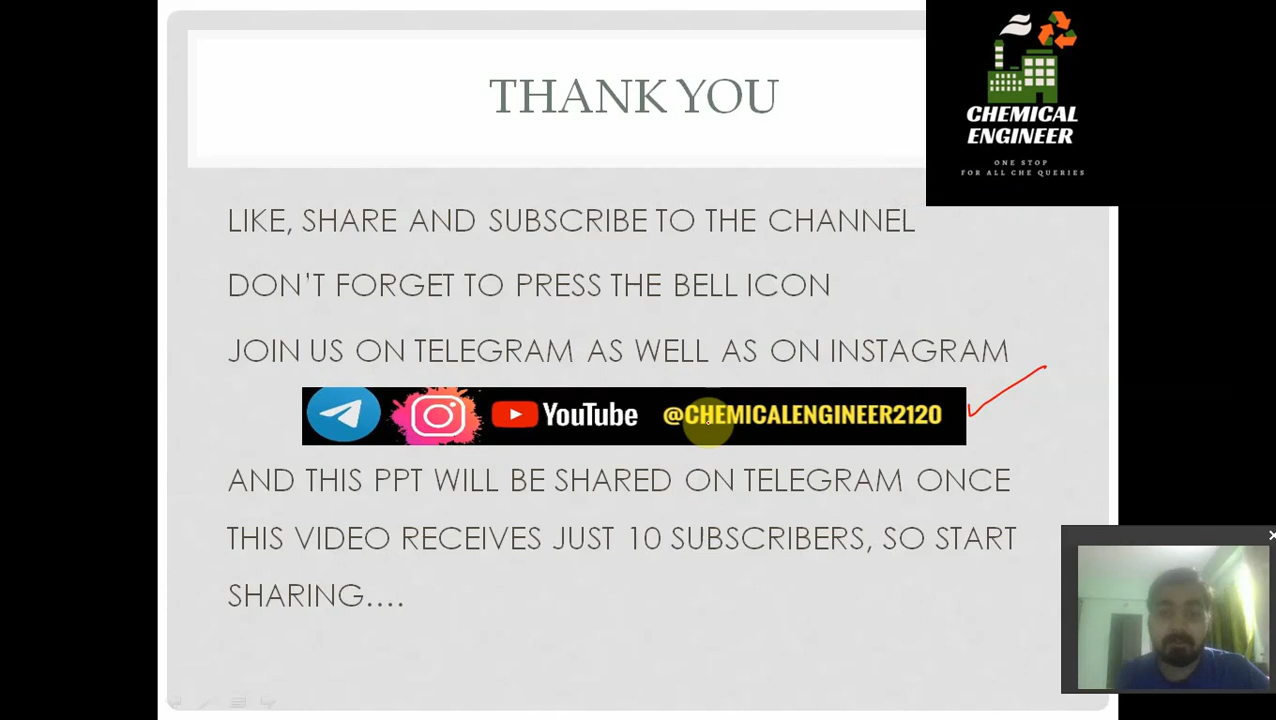 THANK YOU
CHEMICAL
ENGINEER
ONE STOP
FOR ALL CHE QUERIES
LIKE, SHARE AND SUBSCRIBE TO THE CHANNEL
DON'T FORGET TO PRESS THE BELL ICON
JOIN US ON TELEGRAM AS WELL AS ON INSTAGRAM
YouTube @CHEMICALENGINEER2120
AND THIS PPT WILL BE SHARED ON TELEGRAM ONCE
THIS VIDEO RECEIVES JUST 10 SUBSCRIBERS, SO START
SHARING....